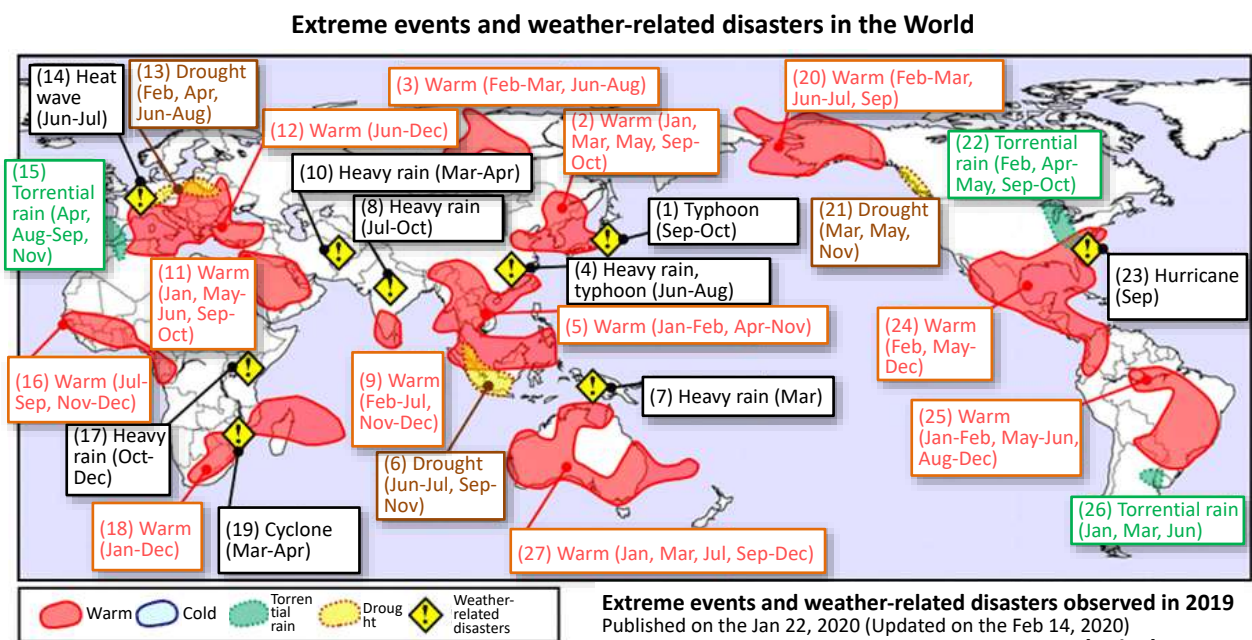 Extreme events and weather-related disasters in the World
(14) Heat
wave
(Jun-Jul)
(13) Drought
(Feb, Apr,
Jun-Aug)
(3) Warm (Feb-Mar, Jun-Aug)
(20) Warm (Feb-Mar,
Jun-Jul, Sep)
(12) Warm (Jun-Dec)
(2) Warm (Jan,
Mar, May, Sep-
Oct)
(22) Torrential
rain (Feb, Apr-
May, Sep-Oct)
(15)
Torrential
rain (Apr,
Aug-Sep,
Nov)
(10) Heavy rain (Mar-Apr)
(8) Heavy rain
(Jul-Oct)
(1) Typhoon
(Sep-Oct)
(21) Drought
(Mar, May,
Nov)
(11) Warm
(Jan, May-
Jun, Sep-
Oct)
(4) Heavy rain,
typhoon (Jun-Aug)
(23) Hurricane
(Sep)
(5) Warm (Jan-Feb, Apr-Nov)
(24) Warm
(Feb, May-
Dec)
(16) Warm (Jul-
Sep, Nov-Dec)
(9) Warm
(Feb-Jul,
Nov-Dec)
(7) Heavy rain (Mar)
(25) Warm
(Jan-Feb, May-Jun,
Aug-Dec)
(17) Heavy
rain (Oct-
Dec)
(6) Drought
(Jun-Jul, Sep-
Nov)
(18) Warm
(Jan-Dec)
(19) Cyclone
(Mar-Apr)
(26) Torrential rain
(Jan, Mar, Jun)
(27) Warm (Jan, Mar, Jul, Sep-Dec)
Warm
Cold
Torren
tial
rain
Droug
ht
Weather-
related
disasters
Extreme events and weather-related disasters observed in 2019
Published on the Jan 22, 2020 (Updated on the Feb 14, 2020)